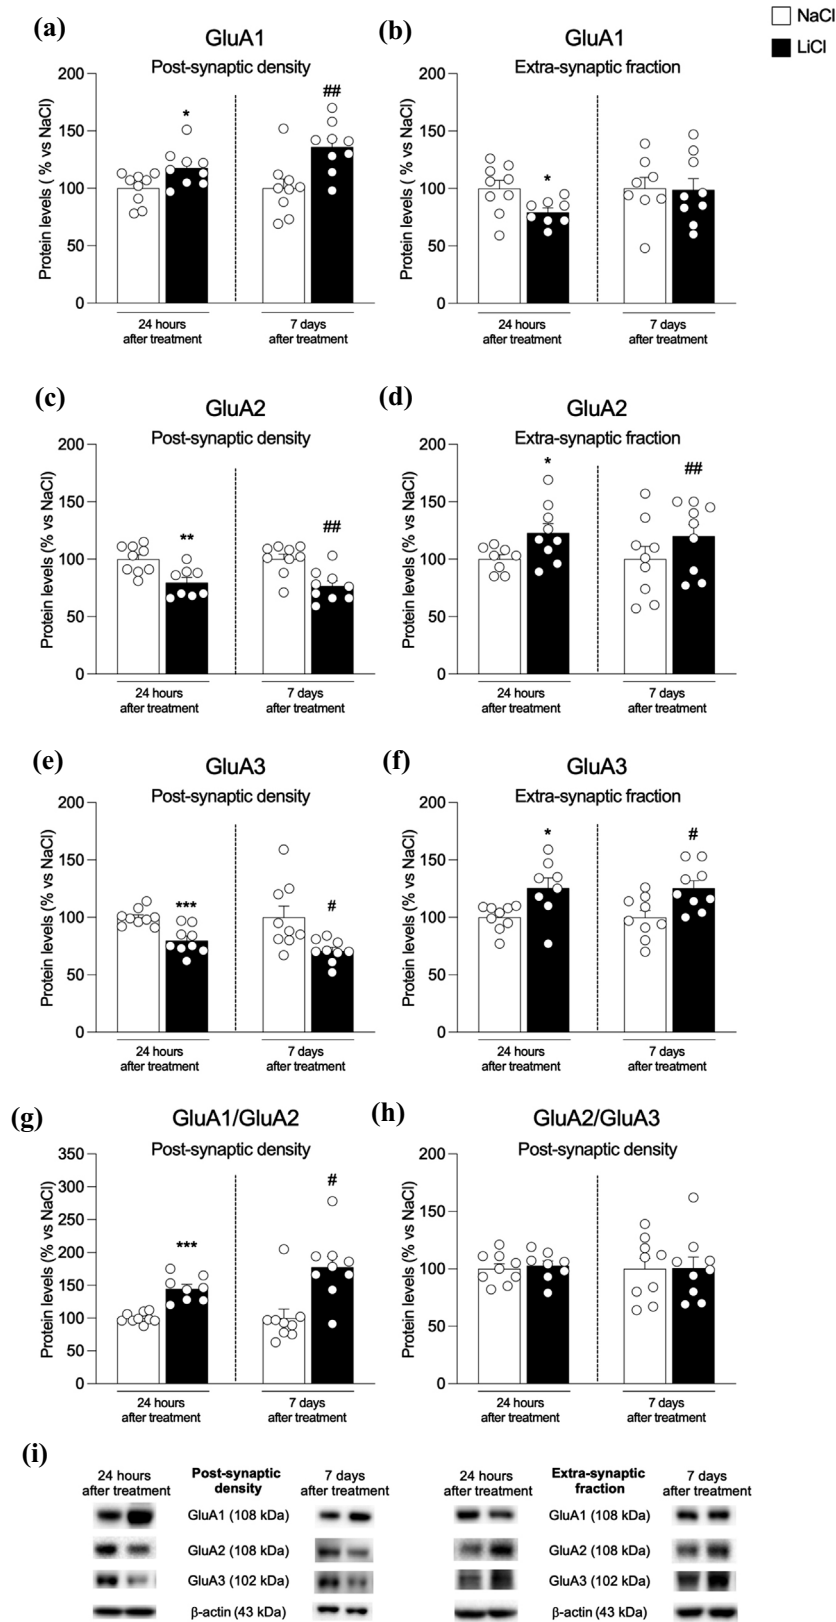 NaCl
LiCl
(a)
GluA1
Post-synaptic density
Protein levels ( % vs NaCl)
200
150
100
50
0
*
##
24 hours
after treatment
7 days
after treatment
(b)
GluA1
Extra-synaptic fraction
Protein levels ( % vs NaCl)
200
150
100
50
0
*
24 hours
after treatment
7 days
after treatment
(c)
GluA2
Post-synaptic density
Protein levels (% vs NaCl)
200
150
100
50
0
**
##
24 hours
after treatment
7 days
after treatment
(d)
GluA2
Extra-synaptic fraction
Protein levels (% vs NaCl)
200
150
100
50
0
*
##
24 hours
after treatment
7 days
after treatment
(e)
GluA3
Post-synaptic density
Protein levels (% vs NaCl)
200
150
100
50
0
***
#
24 hours
after treatment
7 days
after treatment
(f)
GluA3
Extra-synaptic fraction
Protein levels (% vs NaCl)
200
150
100
50
0
*
#
24 hours
after treatment
7 days
after treatment
(g)
GluA1/GluA2
Post-synaptic density
Protein levels (% vs NaCl)
350
300
250
200
150
100
50
0
***
#
24 hours
after treatment
7 days
after treatment
(h)
GluA2/GluA3
Post-synaptic density
Protein levels (% vs NaCl)
200
150
100
50
0
24 hours
after treatment
7 days
after treatment
(i)
24 hours
after treatment
Post-synaptic
density
7 days
after treatment
GluA1 (108 kDa)
GluA2 (108 kDa)
GluA3 (102 kDa)
β-actin (43 kDa)
24 hours
after treatment
Extra-synaptic
fraction
7 days
after treatment
GluA1 (108 kDa)
GluA2 (108 kDa)
GluA3 (102 kDa)
β-actin (43 kDa)